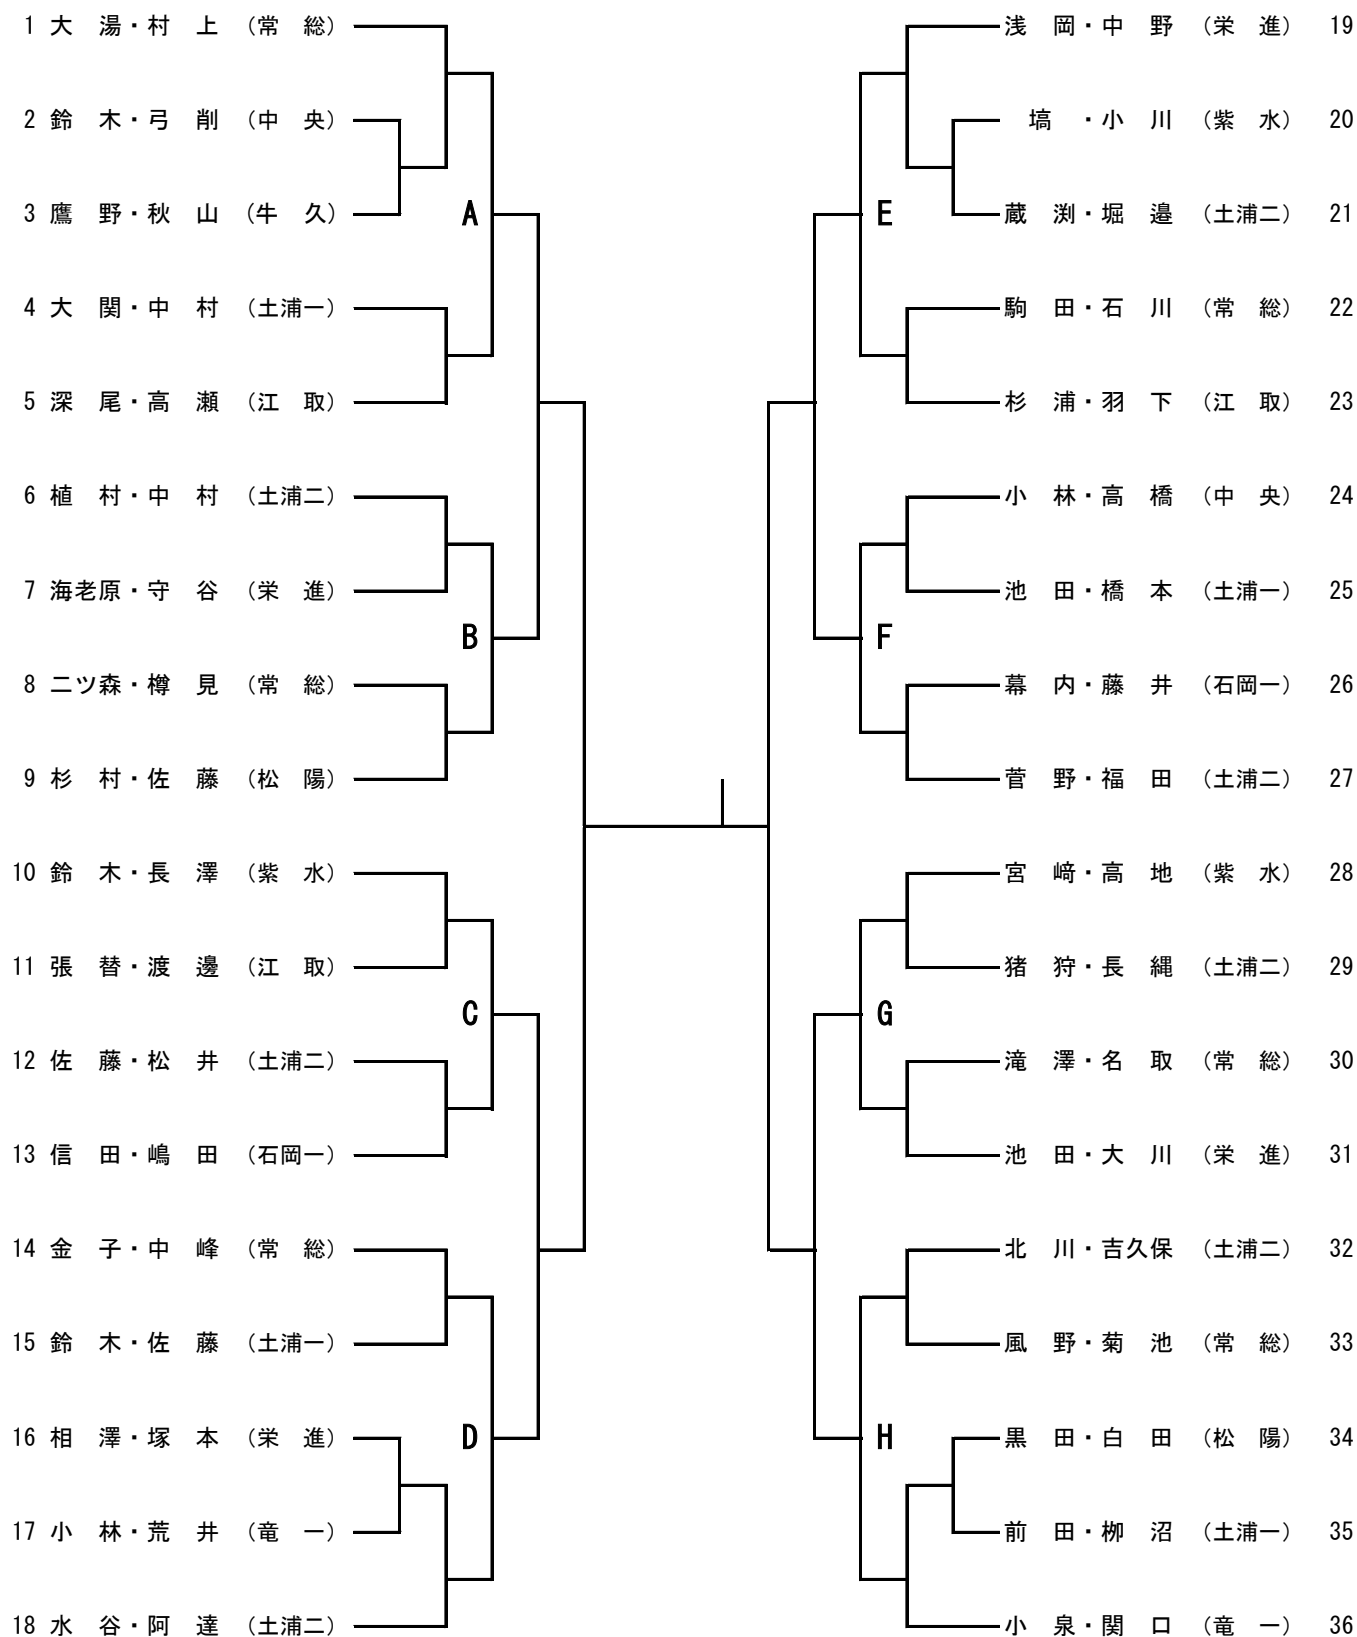 1 大　湯・村　上 （常　総）
2 鈴　木・弓　削 （中　央）
3 鷹　野・秋　山 （牛　久）
A
4 大　関・中　村 （土浦一）
5 深　尾・高　瀬 （江　取）
6 植　村・中　村 （土浦二）
7 海老原・守　谷 （栄　進）
B
8 二ツ森・樽　見 （常　総）
9 杉　村・佐　藤 （松　陽）
10 鈴　木・長　澤 （紫　水）
11 張　替・渡　邊 （江　取）
C
12 佐　藤・松　井 （土浦二）
13 信　田・嶋　田 （石岡一）
14 金　子・中　峰 （常　総）
15 鈴　木・佐　藤 （土浦一）
16 相　澤・塚　本 （栄　進）
D
17 小　林・荒　井 （竜　一）
18 水　谷・阿　達 （土浦二）
浅　岡・中　野 （栄　進） 19
塙　・小　川 （紫　水） 20
蔵　渕・堀　邉 （土浦二） 21
E
駒　田・石　川 （常　総） 22
杉　浦・羽　下 （江　取） 23
小　林・高　橋 （中　央） 24
池　田・橋　本 （土浦一） 25
F
幕　内・藤　井 （石岡一） 26
菅　野・福　田 （土浦二） 27
宮　﨑・高　地 （紫　水） 28
猪　狩・長　縄 （土浦二） 29
G
滝　澤・名　取 （常　総） 30
池　田・大　川 （栄　進） 31
北　川・吉久保 （土浦二） 32
風　野・菊　池 （常　総） 33
黒　田・白　田 （松　陽） 34
H
前　田・栁　沼 （土浦一） 35
小　泉・関　口 （竜　一） 36